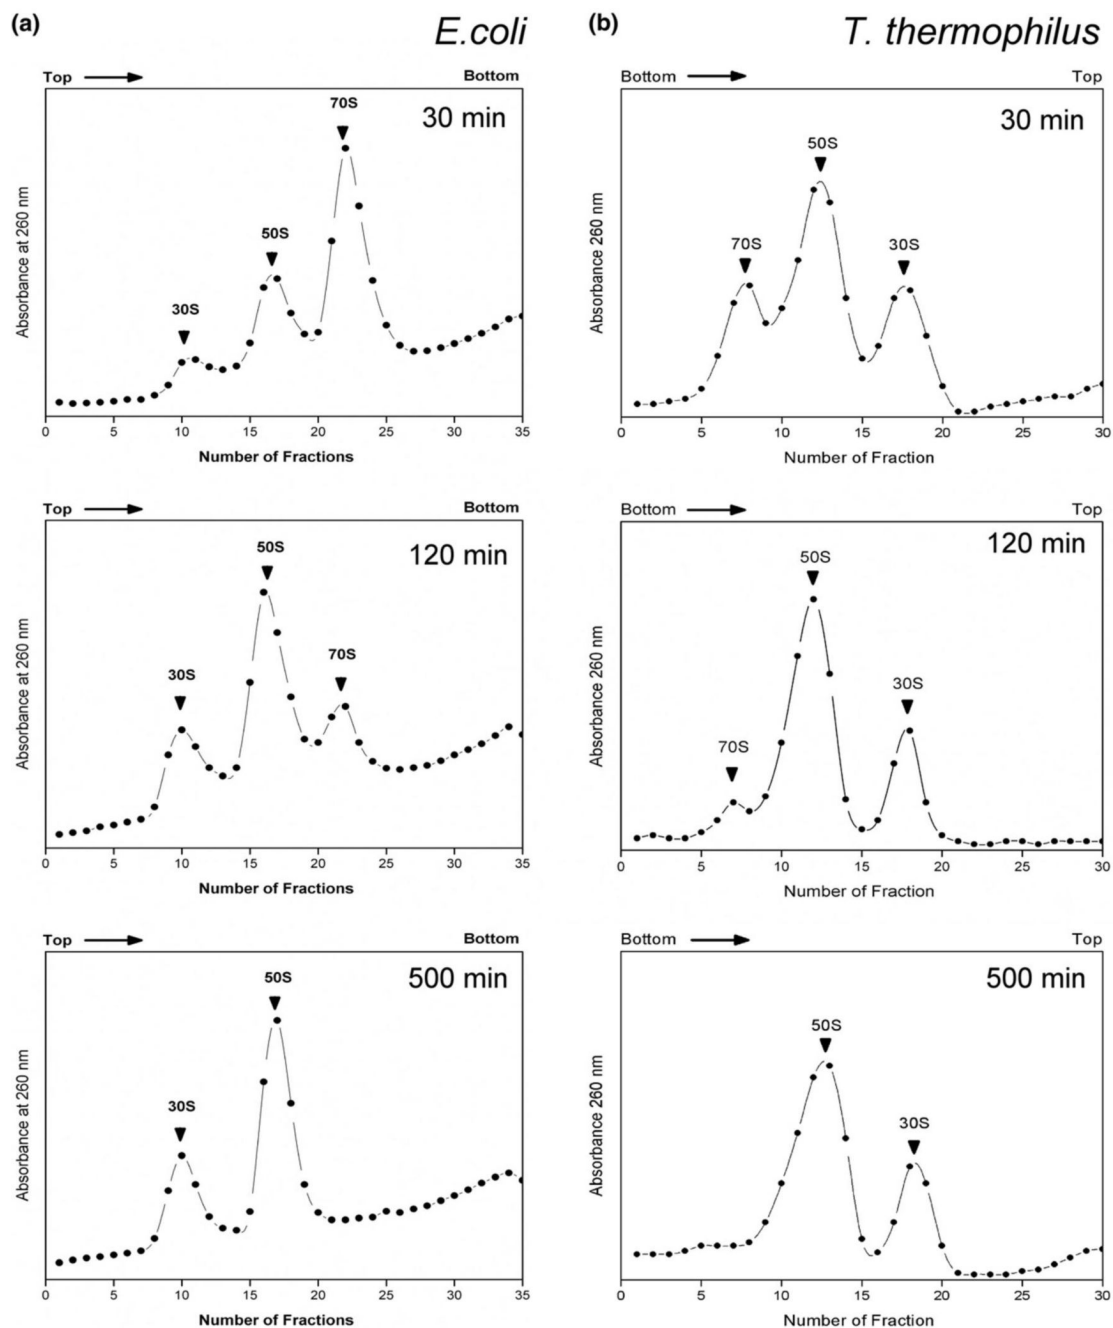 (a)
E.coli
Top
Bottom
30 min
70S
50S
30S
Absorbance at 260 nm
0 5 10 15 20 25 30 35
Number of Fractions
Top
Bottom
120 min
50S
30S
70S
Absorbance at 260 nm
0 5 10 15 20 25 30 35
Number of Fractions
Top
Bottom
500 min
50S
30S
Absorbance at 260 nm
0 5 10 15 20 25 30 35
Number of Fractions
(b)
T. thermophilus
Bottom
Top
30 min
50S
70S
30S
Absorbance 260 nm
0 5 10 15 20 25 30
Number of Fraction
Bottom
Top
120 min
50S
30S
70S
Absorbance 260 nm
0 5 10 15 20 25 30
Number of Fraction
Bottom
Top
500 min
50S
30S
Absorbance 260 nm
0 5 10 15 20 25 30
Number of Fraction